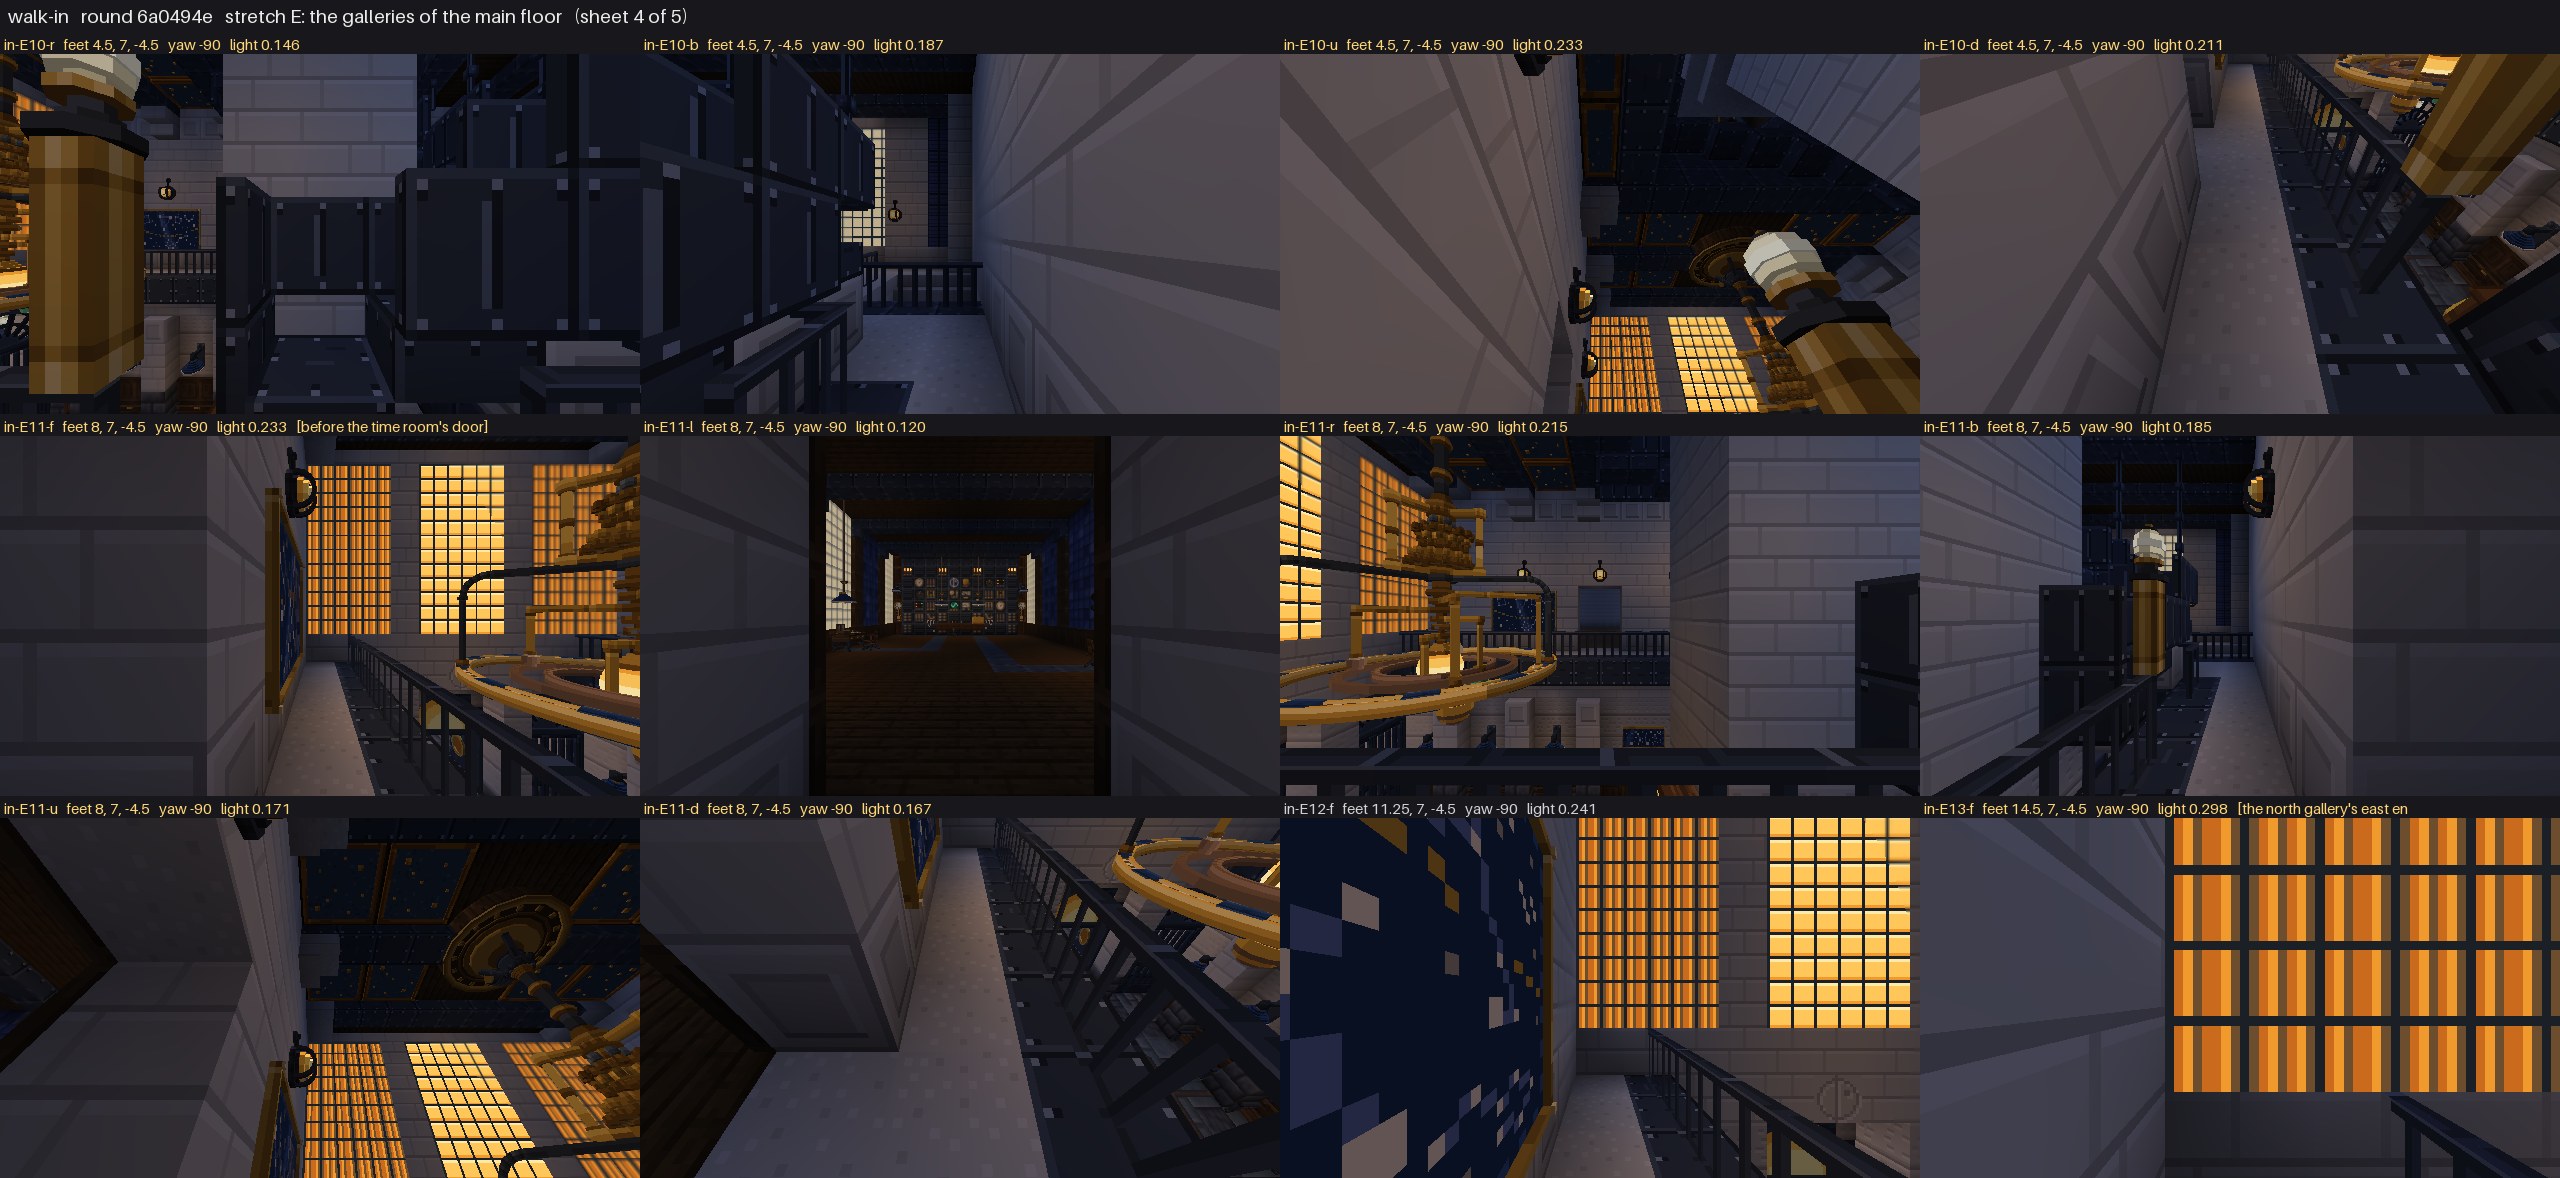 walk-in   round 6a0494e   stretch E: the galleries of the main floor   (sheet 4 of 5)
in-E10-r   feet 4.5, 7, -4.5   yaw -90   light 0.146
in-E10-b   feet 4.5, 7, -4.5   yaw -90   light 0.187
in-E10-u   feet 4.5, 7, -4.5   yaw -90   light 0.233
in-E10-d   feet 4.5, 7, -4.5   yaw -90   light 0.211
in-E11-f   feet 8, 7, -4.5   yaw -90   light 0.233   [before the time room's door]
in-E11-l   feet 8, 7, -4.5   yaw -90   light 0.120
in-E11-r   feet 8, 7, -4.5   yaw -90   light 0.215
in-E11-b   feet 8, 7, -4.5   yaw -90   light 0.185
in-E11-u   feet 8, 7, -4.5   yaw -90   light 0.171
in-E11-d   feet 8, 7, -4.5   yaw -90   light 0.167
in-E12-f   feet 11.25, 7, -4.5   yaw -90   light 0.241
in-E13-f   feet 14.5, 7, -4.5   yaw -90   light 0.298   [the north gallery's east en